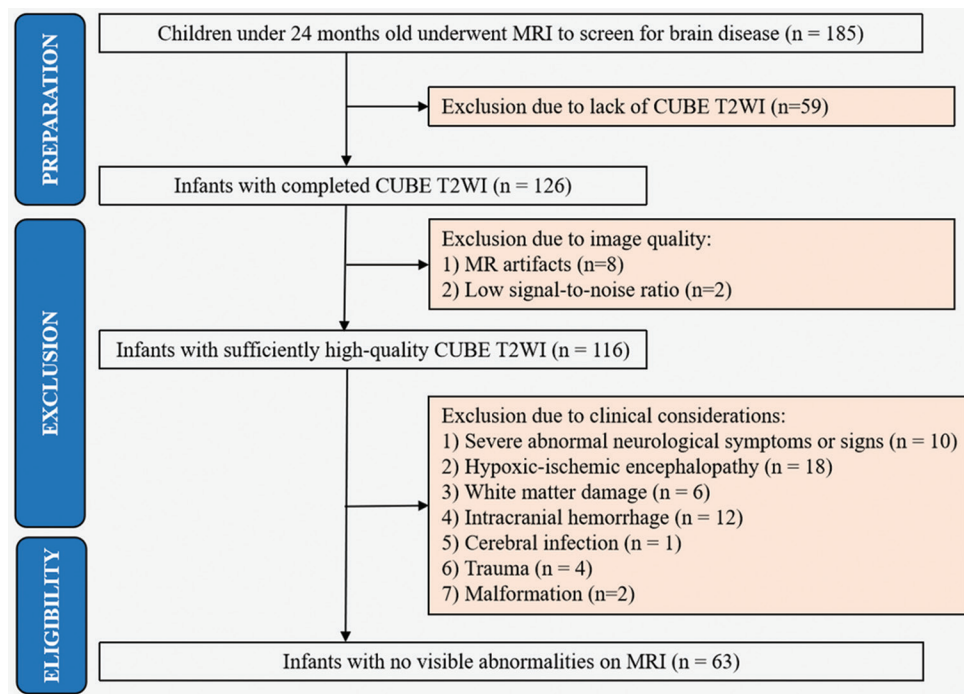 PREPARATION
Children under 24 months old underwent MRI to screen for brain disease (n = 185)
Exclusion due to lack of CUBE T2WI (n=59)
Infants with completed CUBE T2WI (n = 126)
EXCLUSION
Exclusion due to image quality:
1) MR artifacts (n=8)
2) Low signal-to-noise ratio (n=2)
Infants with sufficiently high-quality CUBE T2WI (n = 116)
Exclusion due to clinical considerations:
1) Severe abnormal neurological symptoms or signs (n = 10)
2) Hypoxic-ischemic encephalopathy (n = 18)
3) White matter damage (n = 6)
4) Intracranial hemorrhage (n = 12)
5) Cerebral infection (n = 1)
6) Trauma (n = 4)
7) Malformation (n=2)
ELIGIBILITY
Infants with no visible abnormalities on MRI (n = 63)